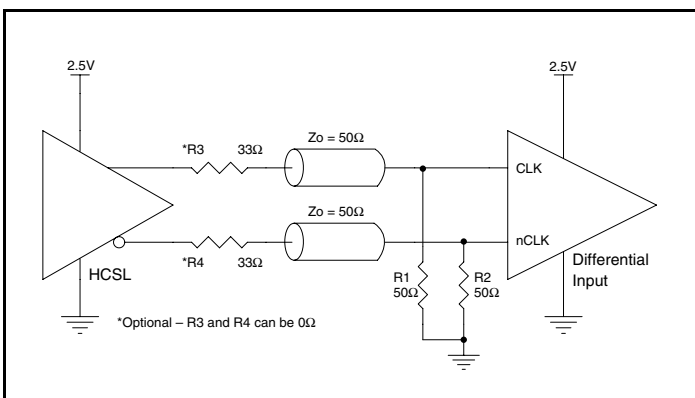 2.5V
2.5V
*R3
33Ω
Zo = 50Ω
CLK
Zo = 50Ω
nCLK
*R4
33Ω
HCSL
R1
50Ω
R2
50Ω
Differential
Input
*Optional – R3 and R4 can be 0Ω